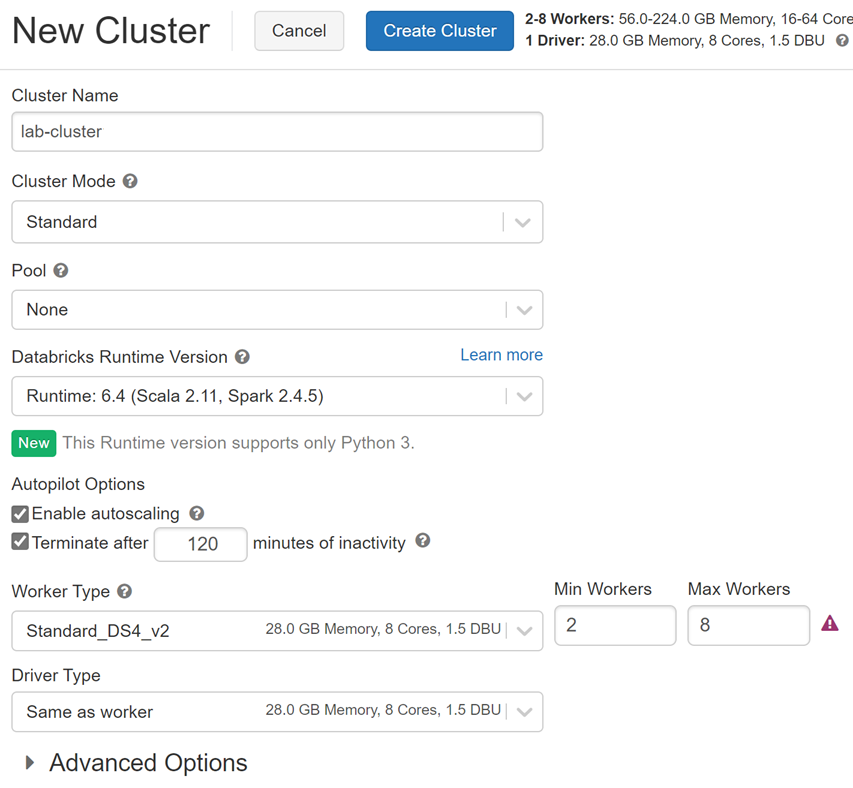 New Cluster
Cancel
Create Cluster
2-8 Workers: 56.0-224.0 GB Memory, 16-64 Core
1 Driver: 28.0 GB Memory, 8 Cores, 1.5 DBU ?
Cluster Name
lab-cluster
Cluster Mode ?
Standard
Pool ?
None
Databricks Runtime Version ? Learn more
Runtime: 6.4 (Scala 2.11, Spark 2.4.5)
New This Runtime version supports only Python 3.
Autopilot Options
Enable autoscaling ?
Terminate after 120 minutes of inactivity ?
Worker Type ? Min Workers Max Workers
Standard_DS4_v2 28.0 GB Memory, 8 Cores, 1.5 DBU 2 8
Driver Type
Same as worker 28.0 GB Memory, 8 Cores, 1.5 DBU
Advanced Options